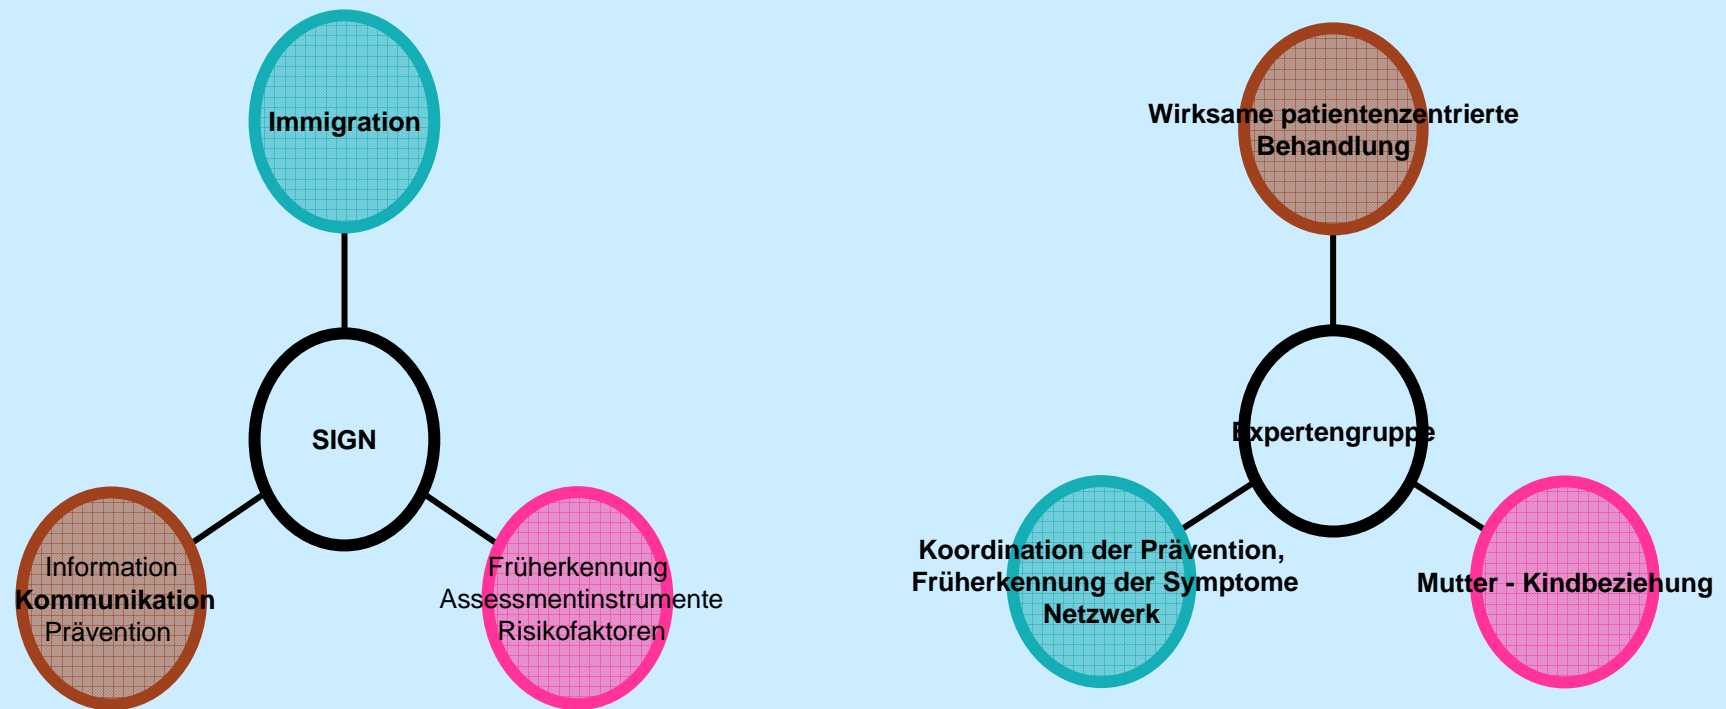 Immigration
SIGN
Information
Kommunikation
Prävention
Früherkennung
Assessmentinstrumente
Risikofaktoren
Wirksame patientenzentrierte
Behandlung
Expertengruppe
Koordination der Prävention,
Früherkennung der Symptome
Netzwerk
Mutter - Kindbeziehung